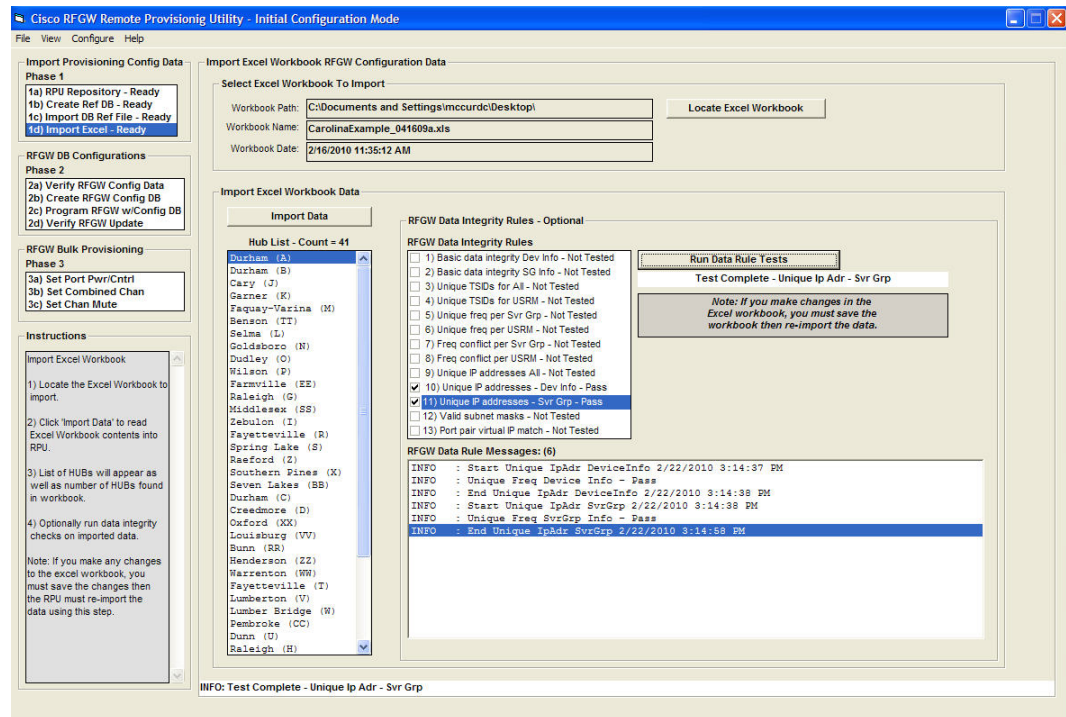 Cisco RFGW Remote Provisionig Utility - Initial Configuration Mode
File View Configure Help
Import Provisioning Config Data
Phase 1
1a) RPU Repository - Ready
1b) Create Ref DB - Ready
1c) Import DB Ref File - Ready
1d) Import Excel - Ready
RFGW DB Configurations
Phase 2
2a) Verify RFGW Config Data
2b) Create RFGW Config DB
2c) Program RFGW w/Config DB
2d) Verify RFGW Update
RFGW Bulk Provisioning
Phase 3
3a) Set Port Pwr/Cntrl
3b) Set Combined Chan
3c) Set Chan Mute
Instructions
Import Excel Workbook
1) Locate the Excel Workbook to
import.
2) Click 'Import Data' to read
Excel Workbook contents into
RPU.
3) List of HUBs will appear as
well as number of HUBs found
in workbook.
4) Optionally run data integrity
checks on imported data.
Note: If you make any changes
to the excel workbook, you
must save the changes then
the RPU must re-import the
data using this step.
Import Excel Workbook RFGW Configuration Data
Select Excel Workbook To Import
Workbook Path: C:\Documents and Settings\mccurdc\Desktop\
Locate Excel Workbook
Workbook Name: CarolinaExample_041609a.xls
Workbook Date: 2/16/2010 11:35:12 AM
Import Excel Workbook Data
Import Data
Hub List - Count = 41
Durham (A)
Durham (B)
Cary (J)
Garner (K)
Faquay-Varina (M)
Benson (TT)
Selma (L)
Goldsboro (N)
Dudley (O)
Wilson (P)
Farmville (EE)
Raleigh (G)
Middlesex (SS)
Zebulon (I)
Fayetteville (R)
Spring Lake (S)
Raeford (Z)
Southern Pines (X)
Seven Lakes (BB)
Durham (C)
Creedmore (D)
Oxford (XX)
Louisburg (VV)
Bunn (RR)
Henderson (ZZ)
Warrenton (WW)
Fayetteville (T)
Lumberton (V)
Lumber Bridge (W)
Pembroke (CC)
Dunn (U)
Raleigh (H)
RFGW Data Integrity Rules - Optional
RFGW Data Integrity Rules
1) Basic data integrity Dev Info - Not Tested
2) Basic data integrity SG Info - Not Tested
3) Unique TSIDs for All - Not Tested
4) Unique TSIDs for USRM - Not Tested
5) Unique freq per Svr Grp - Not Tested
6) Unique freq per USRM - Not Tested
7) Freq conflict per Svr Grp - Not Tested
8) Freq conflict per USRM - Not Tested
9) Unique IP addresses All - Not Tested
10) Unique IP addresses - Dev Info - Pass
11) Unique IP addresses - Svr Grp - Pass
12) Valid subnet masks - Not Tested
13) Port pair virtual IP match - Not Tested
Run Data Rule Tests
Test Complete - Unique Ip Adr - Svr Grp
Note: If you make changes in the
Excel workbook, you must save the
workbook then re-import the data.
RFGW Data Rule Messages: (6)
INFO : Start Unique IpAdr DeviceInfo 2/22/2010 3:14:37 PM
INFO : Unique Freq Device Info - Pass
INFO : End Unique IpAdr DeviceInfo 2/22/2010 3:14:38 PM
INFO : Start Unique IpAdr SvrGrp 2/22/2010 3:14:38 PM
INFO : Unique Freq SvrGrp Info - Pass
INFO : End Unique IpAdr SvrGrp 2/22/2010 3:14:58 PM
INFO: Test Complete - Unique Ip Adr - Svr Grp